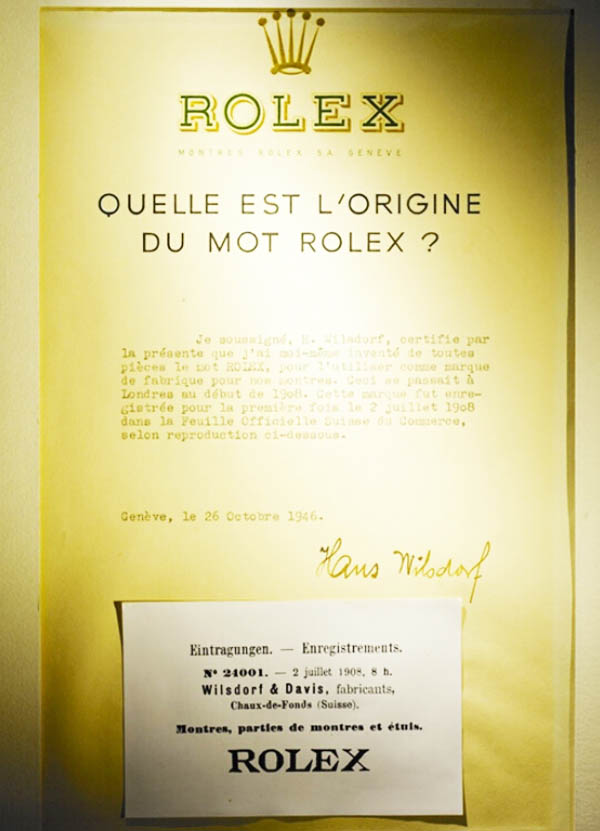 ROLEX
MONTRES ROLEX SA GENÈVE
QUELLE EST L'ORIGINE
DU MOT ROLEX ?
Je soussigné, H. Wilsdorf, certifie par
la présente que j'ai moi-même inventé de toutes
pièces le mot ROLEX, pour l'utiliser comme marque
de fabrique pour nos montres. Ceci se passait à
Londres au début de 1908. Cette marque fut enre-
gistrée pour la première fois le 2 juillet 1908
dans la Feuille Officielle Suisse du Commerce,
selon reproduction ci-dessous.
Genève, le 26 Octobre 1946.
Hans Wilsdorf
Eintragungen. — Enregistrements.
Nº 24001. — 2 juillet 1908, 8 h.
Wilsdorf & Davis, fabricants,
Chaux-de-Fonds (Suisse).
Montres, parties de montres et étuis.
ROLEX